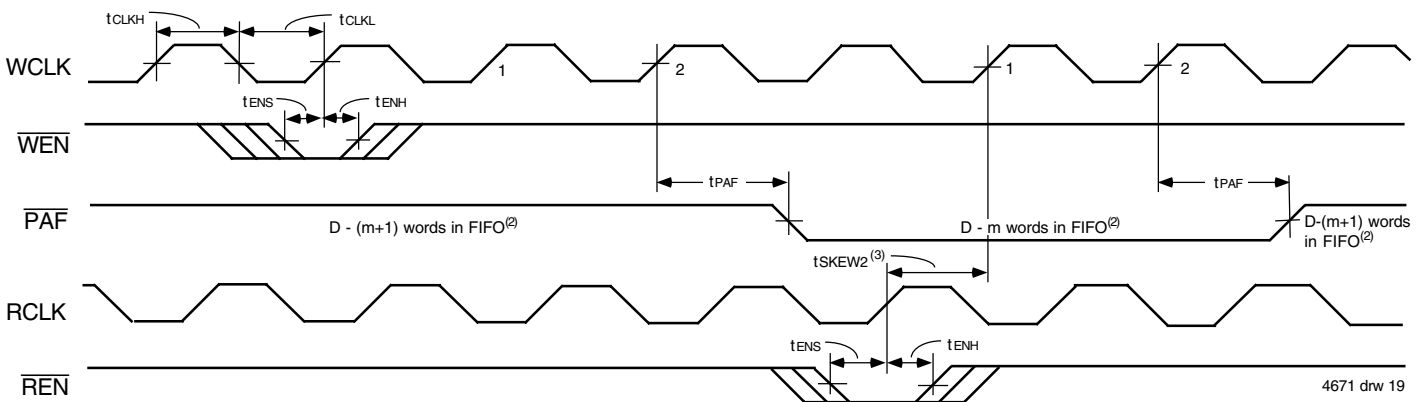 tCLKH
tCLKL
WCLK
1
2
1
2
tENS
tENH
WEN
tPAF
tPAF
PAF
D - (m+1) words in FIFO(2)
D - m words in FIFO(2)
D-(m+1) words
in FIFO(2)
tSKEW2(3)
RCLK
tENS
tENH
REN
4671 drw 19